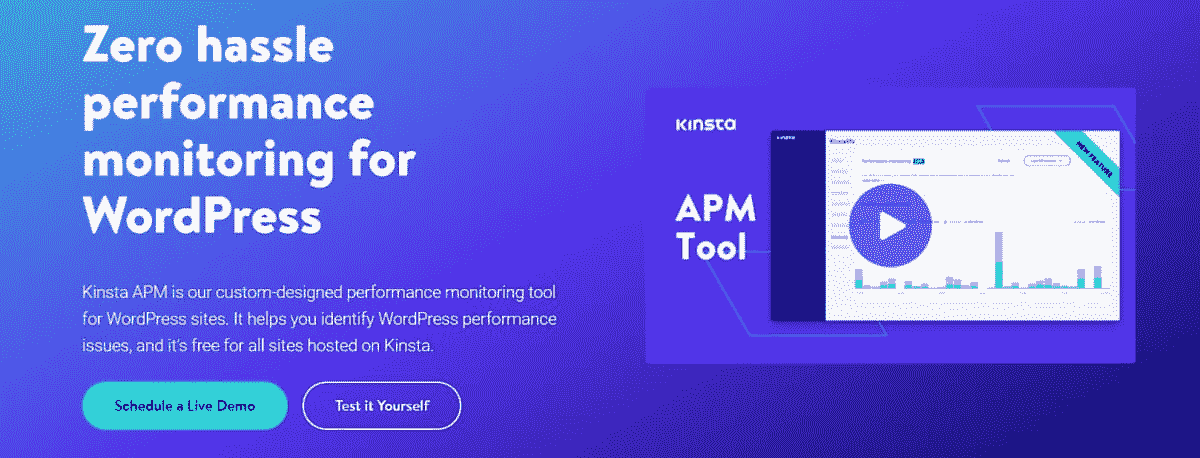 Zero hassle
performance
monitoring for
WordPress
Kinsta APM is our custom-designed performance monitoring tool
for WordPress sites. It helps you identify WordPress performance
issues, and it's free for all sites hosted on Kinsta.
Schedule a Live Demo
Test it Yourself
KINSTA
APM
Tool
KINSTA
NEW FEATURE
Performance monitoring